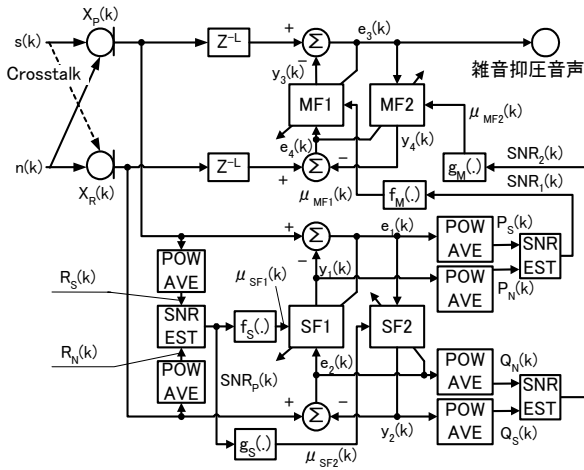 X_P(k)
s(k)
Crosstalk
n(k)
X_R(k)
Z^-L
+
Σ
−
e_3(k)
雑音抑圧音声
y_3(k)
MF1
MF2
e_4(k)
y_4(k)
μ_MF2(k)
Z^-L
+
Σ
−
μ_MF1(k)
f_M(.)
g_M(.)
SNR_2(k)
SNR_1(k)
+
Σ
−
e_1(k)
y_1(k)
POW
AVE
P_S(k)
SNR
EST
POW
AVE
P_N(k)
POW
AVE
R_S(k)
SNR
EST
R_N(k)
POW
AVE
μ_SF1(k)
f_S(.)
SF1
SF2
SNR_P(k)
e_2(k)
+
Σ
−
y_2(k)
g_S(.)
μ_SF2(k)
POW
AVE
Q_N(k)
SNR
EST
POW
AVE
Q_S(k)